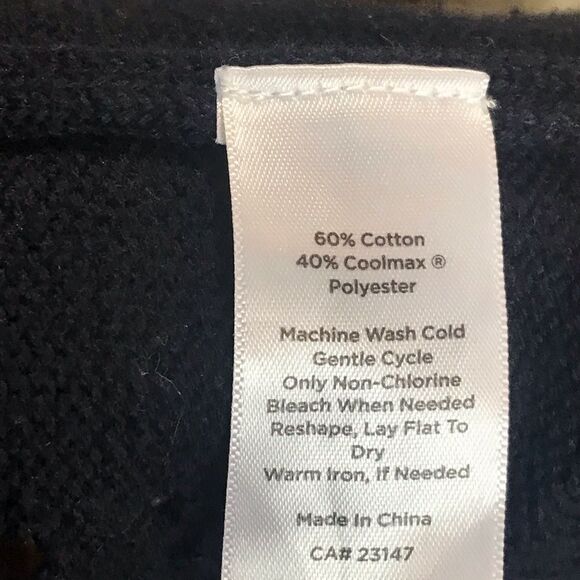 60% Cotton
40% Coolmax ®
Polyester
Machine Wash Cold
Gentle Cycle
Only Non-Chlorine
Bleach When Needed
Reshape, Lay Flat To
Dry
Warm Iron, If Needed
Made In China
CA# 23147